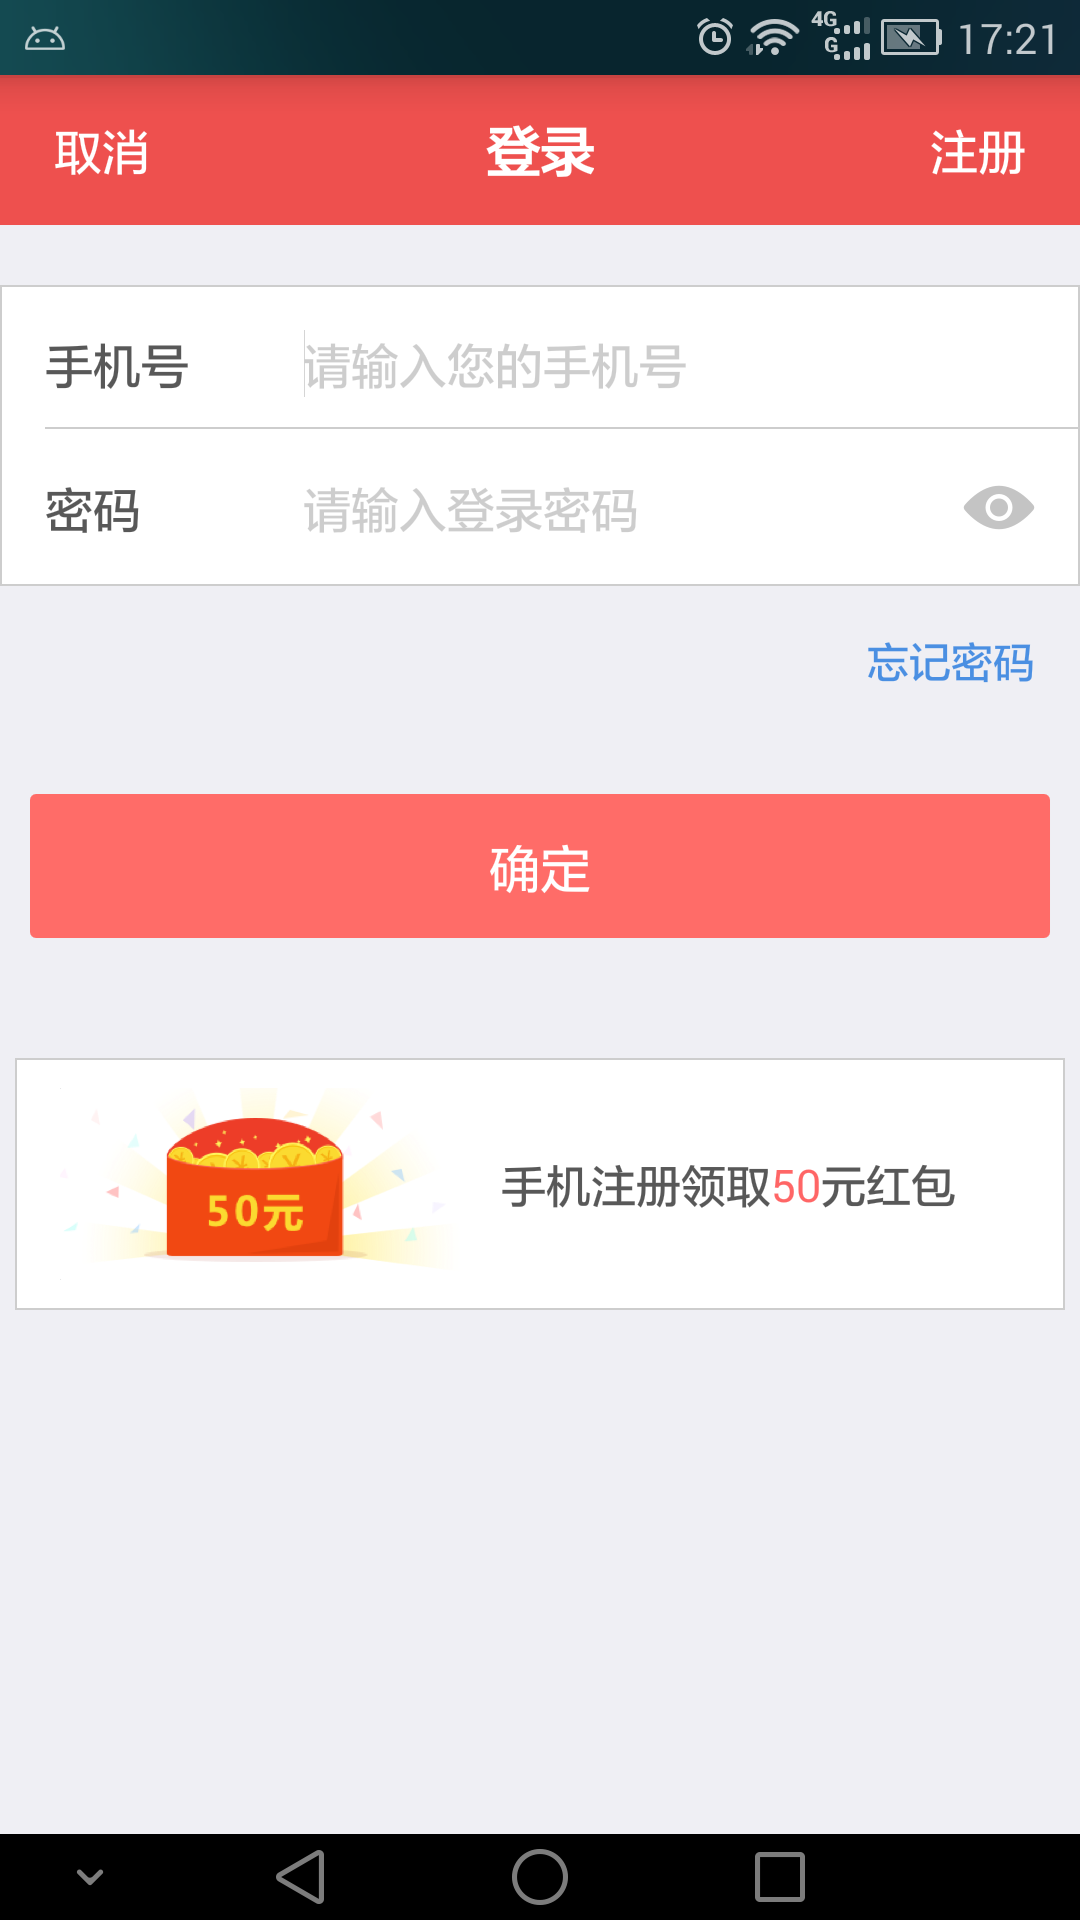 4G G 17:21
取消 登录 注册
手机号 请输入您的手机号
密码 请输入登录密码
忘记密码
确定
50元 手机注册领取50元红包